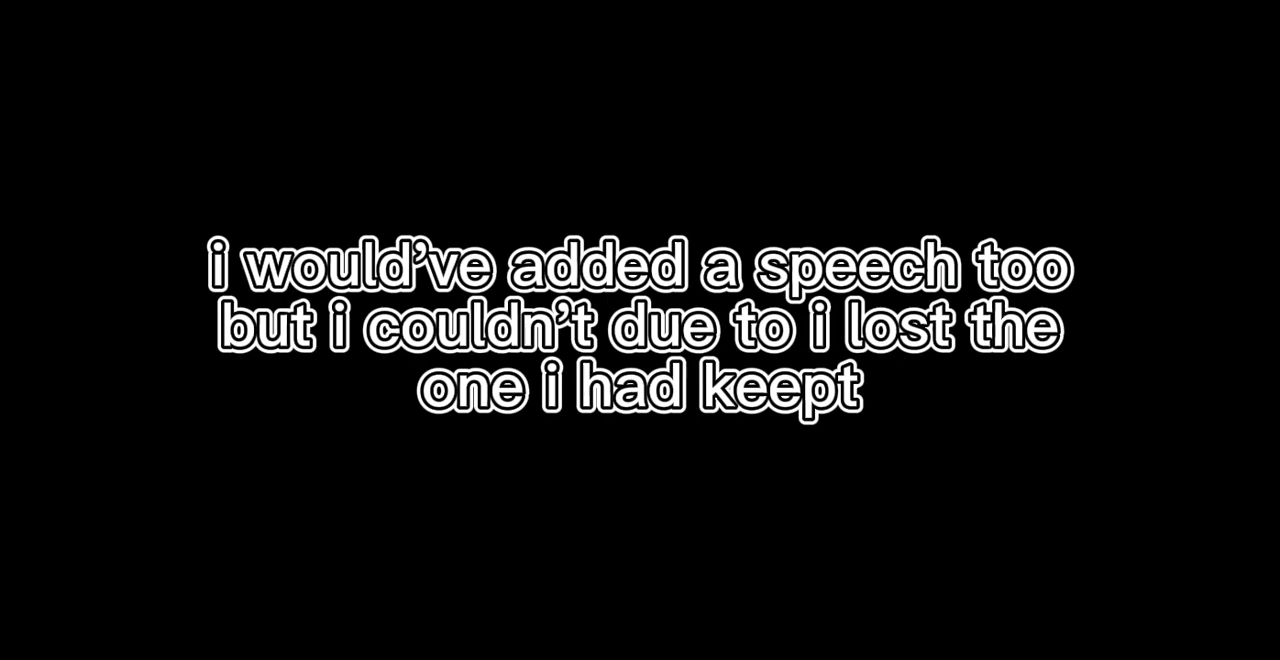 i would’ve added a speech too
but i couldn’t due to i lost the
one i had keept